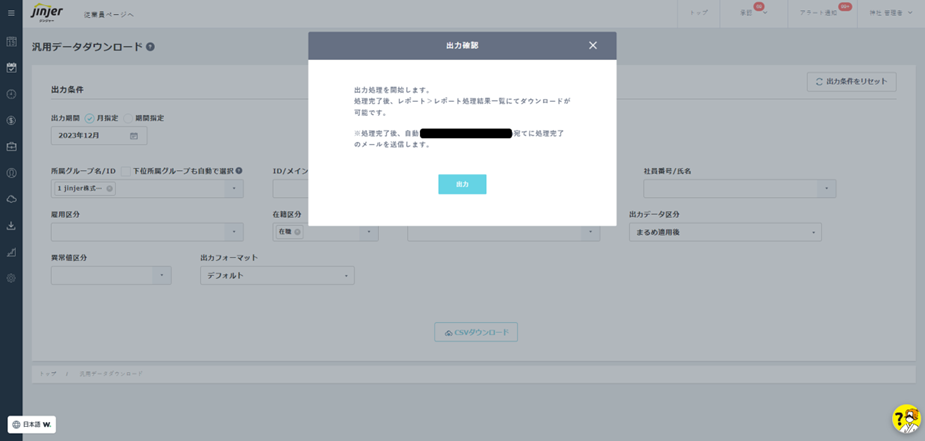 jinjer
ジンジャー
従業員ページへ
トップ
承認
アラート通知
99+
神社 管理者
汎用データダウンロード
出力確認
出力処理を開始します。
処理完了後、レポート＞レポート処理結果一覧にてダウンロードが
可能です。
※処理完了後、自動
宛てに処理完了
のメールを送信します。
出力
出力条件をリセット
出力条件
出力期間
月指定
期間指定
2023年12月
所属グループ名/ID
下位所属グループも自動で選択
ID/メイン
社員番号/氏名
1 jinjer株式…
雇用区分
在籍区分
出力データ区分
在職
まるめ適用後
異常値区分
出力フォーマット
デフォルト
CSVダウンロード
トップ > 汎用データダウンロード
日本語 W.